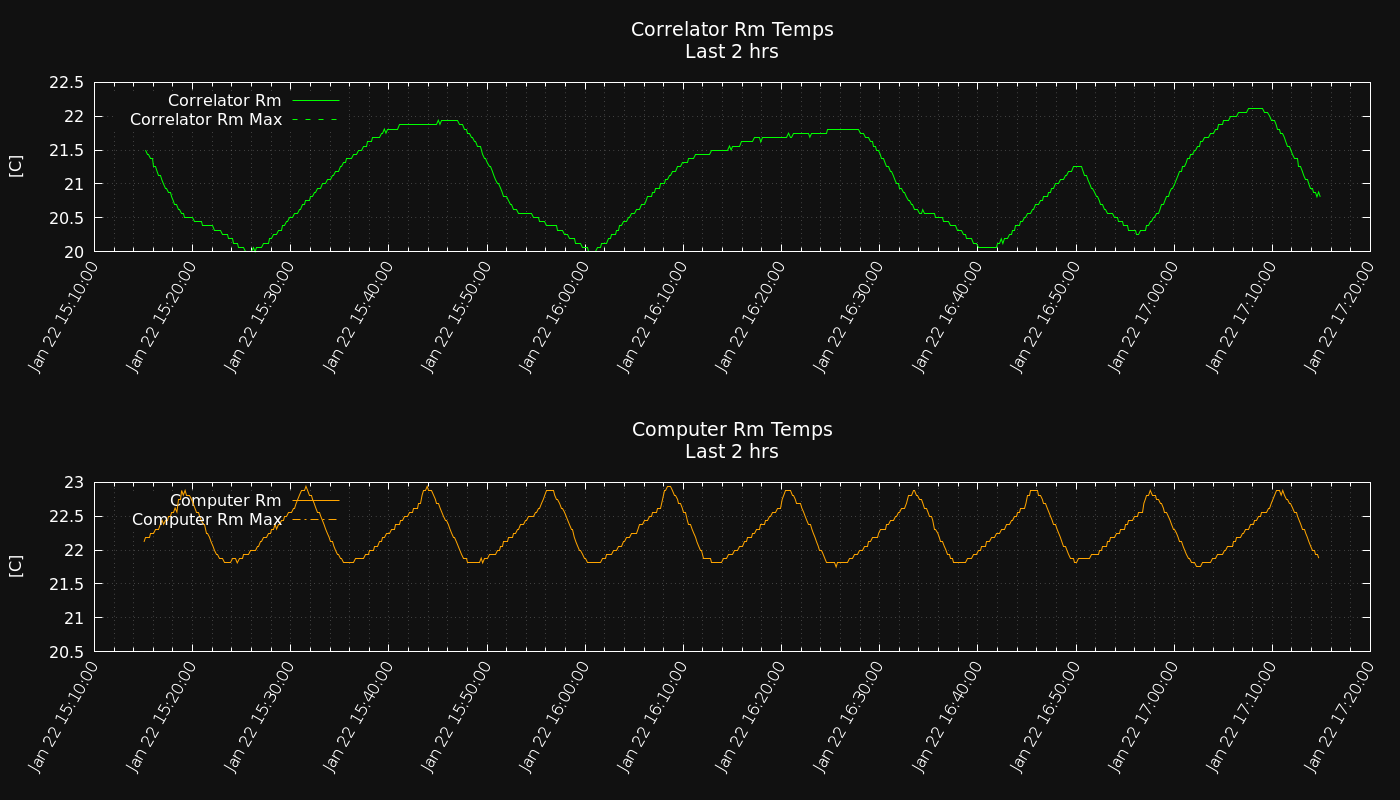 Correlator Rm Temps
Last 2 hrs
22.5
22
21.5
21
20.5
20
[C]
Correlator Rm
Correlator Rm Max
Jan 22 15:10:00
Jan 22 15:20:00
Jan 22 15:30:00
Jan 22 15:40:00
Jan 22 15:50:00
Jan 22 16:00:00
Jan 22 16:10:00
Jan 22 16:20:00
Jan 22 16:30:00
Jan 22 16:40:00
Jan 22 16:50:00
Jan 22 17:00:00
Jan 22 17:10:00
Jan 22 17:20:00
Computer Rm Temps
Last 2 hrs
23
22.5
22
21.5
21
20.5
[C]
Computer Rm
Computer Rm Max
Jan 22 15:10:00
Jan 22 15:20:00
Jan 22 15:30:00
Jan 22 15:40:00
Jan 22 15:50:00
Jan 22 16:00:00
Jan 22 16:10:00
Jan 22 16:20:00
Jan 22 16:30:00
Jan 22 16:40:00
Jan 22 16:50:00
Jan 22 17:00:00
Jan 22 17:10:00
Jan 22 17:20:00